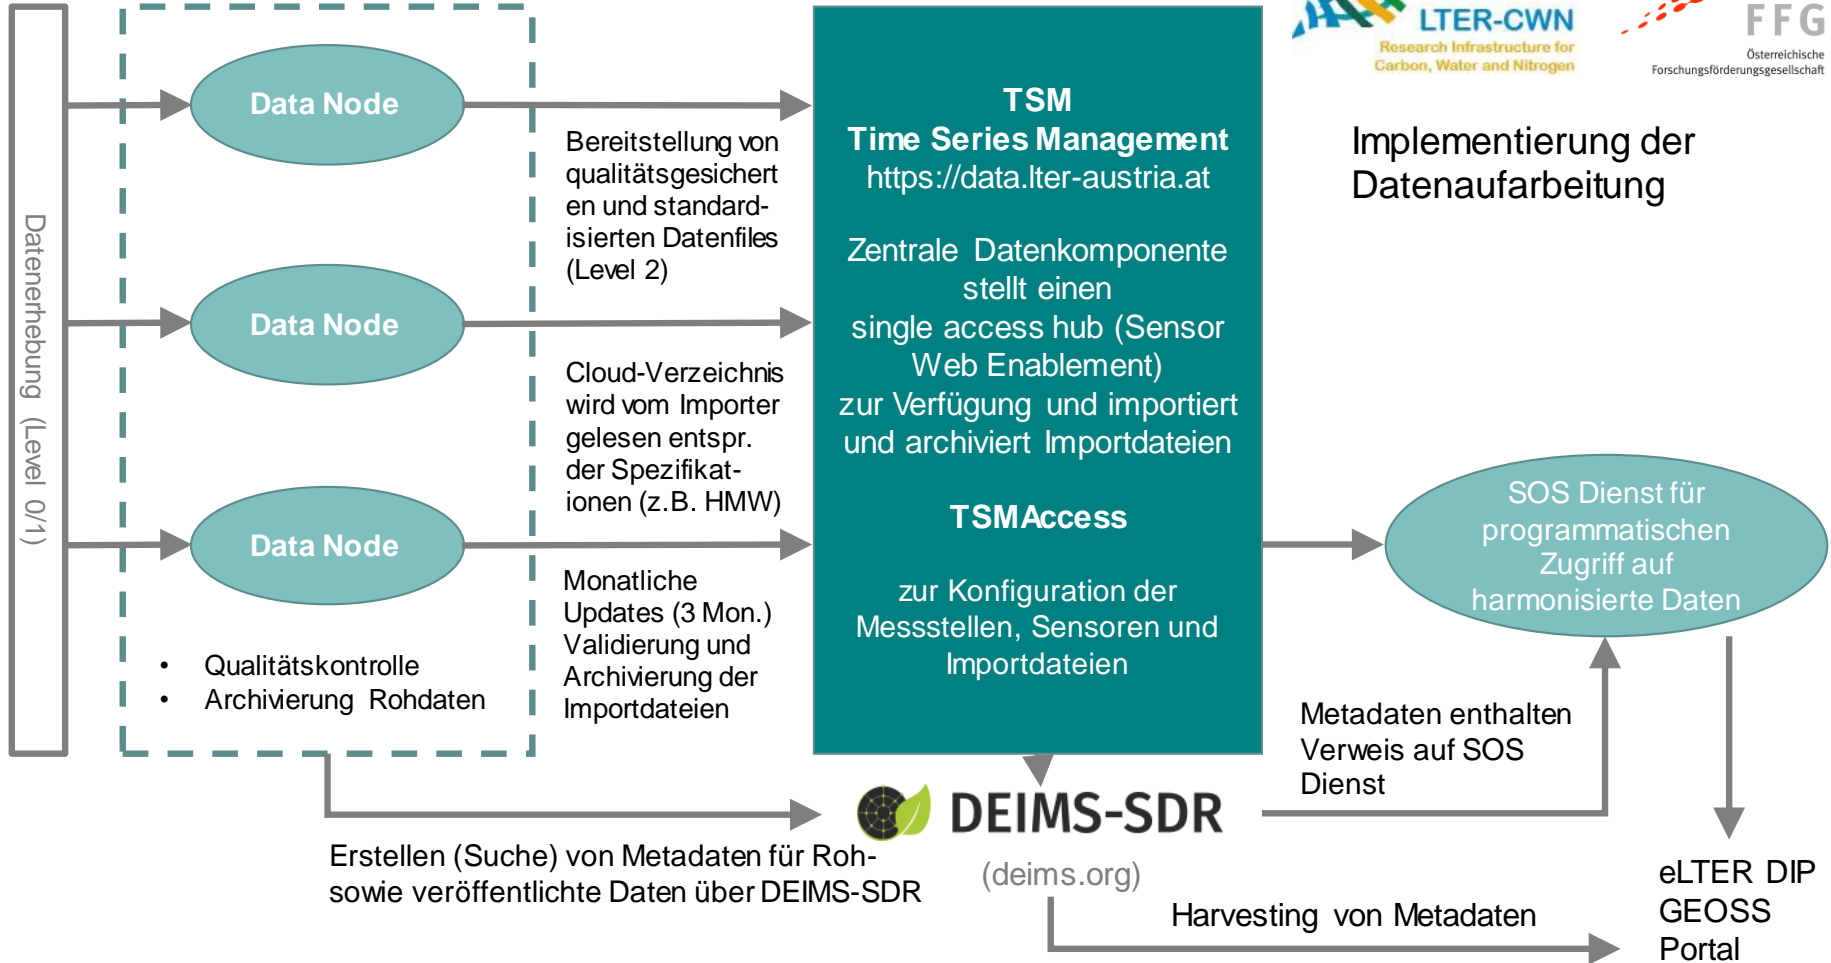 LTER-CWN
Research Infrastructure for
Carbon, Water and Nitrogen
FFG
Österreichische
Forschungsförderungsgesellschaft
Implementierung der
Datenaufarbeitung
Datenerhebung (Level 0/1)
Data Node
Data Node
Data Node
• Qualitätskontrolle
• Archivierung Rohdaten
Bereitstellung von
qualitätsgesichert
en und standard-
isierten Datenfiles
(Level 2)
Cloud-Verzeichnis
wird vom Importer
gelesen entspr.
der Spezifikat-
ionen (z.B. HMW)
Monatliche
Updates (3 Mon.)
Validierung und
Archivierung der
Importdateien
TSM
Time Series Management
https://data.lter-austria.at
Zentrale Datenkomponente
stellt einen
single access hub (Sensor
Web Enablement)
zur Verfügung und importiert
und archiviert Importdateien
TSMAccess
zur Konfiguration der
Messstellen, Sensoren und
Importdateien
SOS Dienst für
programmatischen
Zugriff auf
harmonisierte Daten
Metadaten enthalten
Verweis auf SOS
Dienst
DEIMS-SDR
(deims.org)
Erstellen (Suche) von Metadaten für Roh-
sowie veröffentlichte Daten über DEIMS-SDR
Harvesting von Metadaten
eLTER DIP
GEOSS
Portal